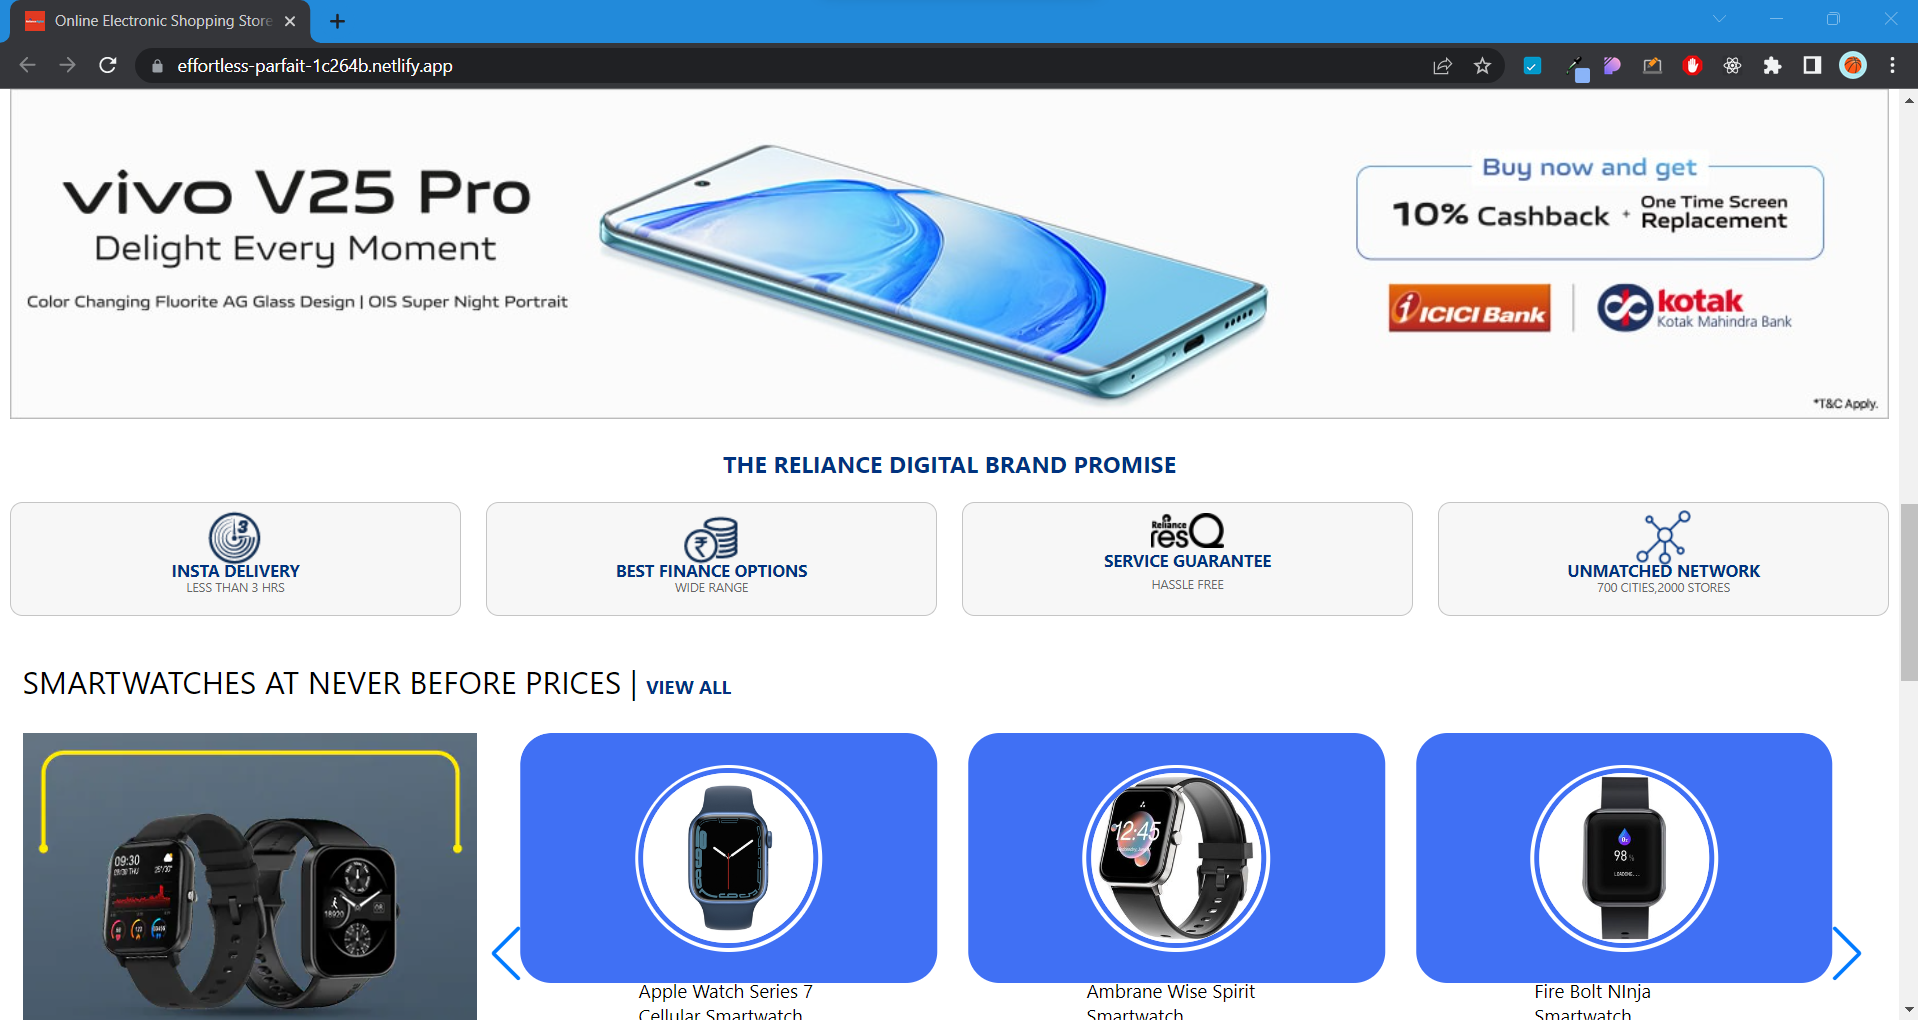 Online Electronic Shopping Store
effortless-parfait-1c264b.netlify.app
vivo V25 Pro
Delight Every Moment
Color Changing Fluorite AG Glass Design | OIS Super Night Portrait
Buy now and get
10% Cashback + One Time Screen Replacement
ICICI Bank
kotak
Kotak Mahindra Bank
*T&C Apply.
THE RELIANCE DIGITAL BRAND PROMISE
3
INSTA DELIVERY
LESS THAN 3 HRS
₹
BEST FINANCE OPTIONS
WIDE RANGE
Reliance
resQ
SERVICE GUARANTEE
HASSLE FREE
UNMATCHED NETWORK
700 CITIES,2000 STORES
SMARTWATCHES AT NEVER BEFORE PRICES | VIEW ALL
09:30
18920
12:45
98 %
LOADING...
Apple Watch Series 7
Cellular Smartwatch
Ambrane Wise Spirit
Smartwatch
Fire Bolt NInja
Smartwatch